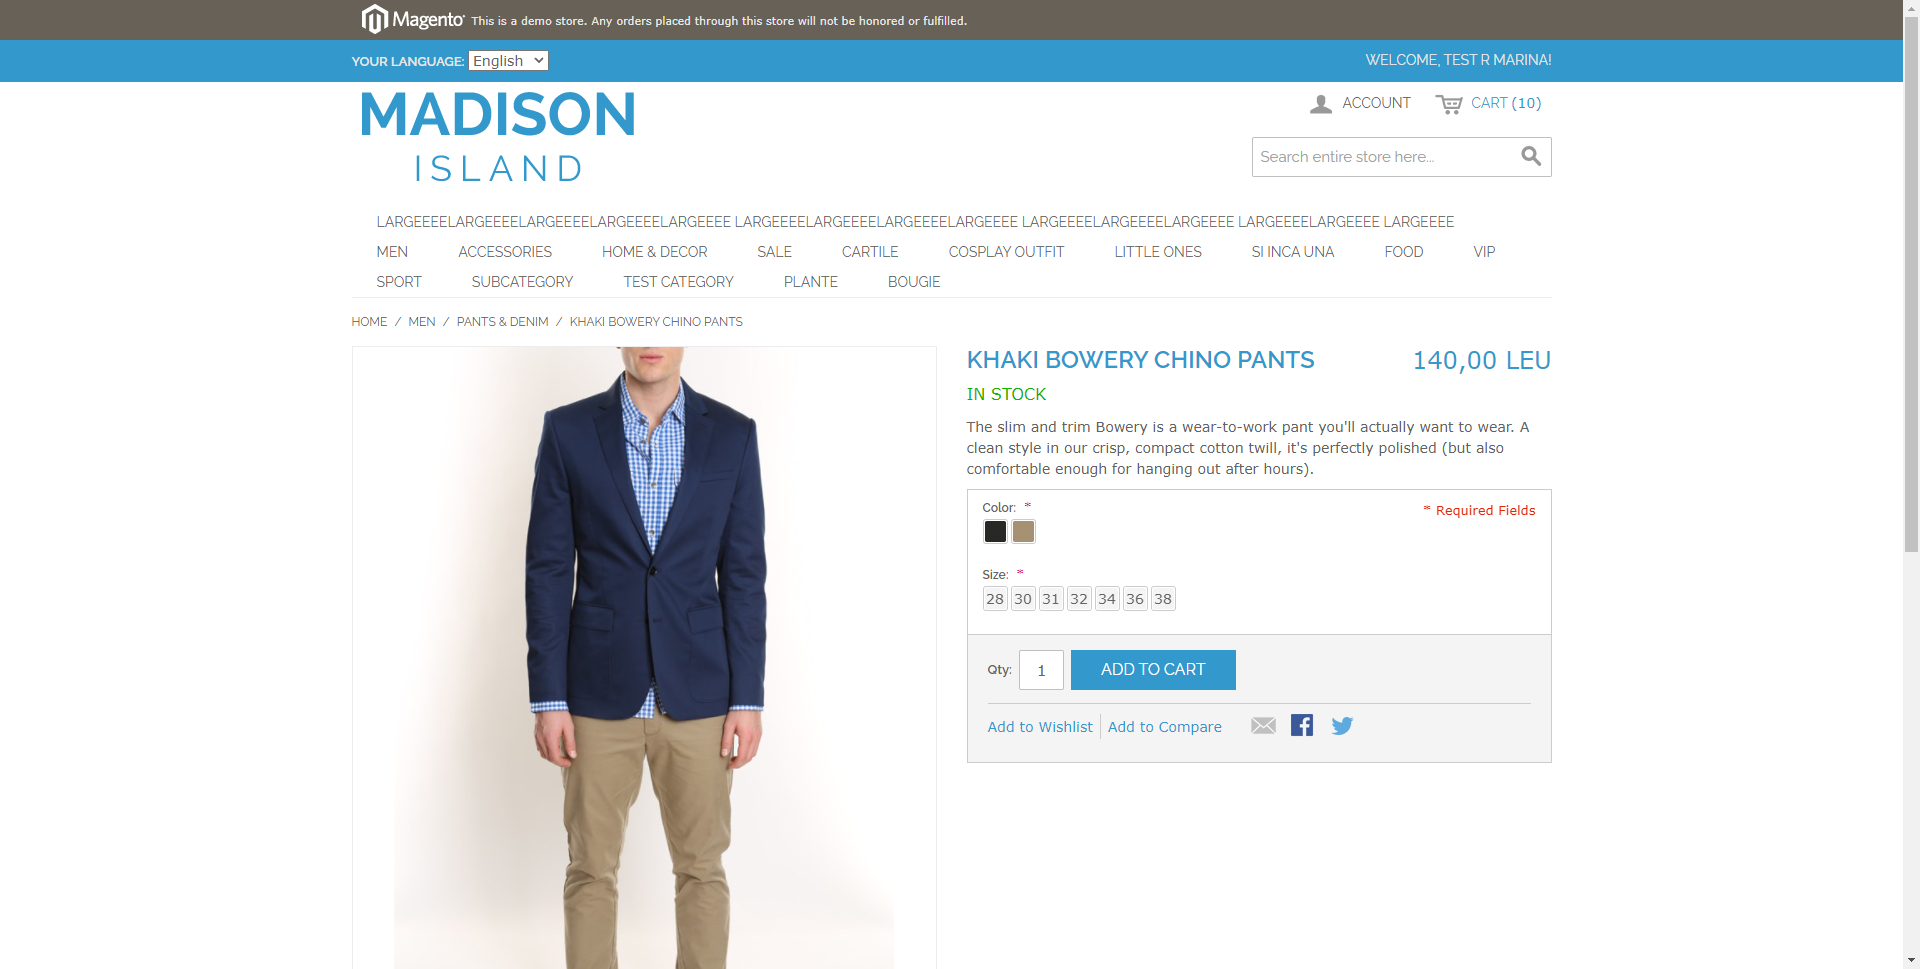 Magento This is a demo store. Any orders placed through this store will not be honored or fulfilled.
YOUR LANGUAGE: English
WELCOME, TEST R MARINA!
MADISON
ISLAND
ACCOUNT CART (10)
Search entire store here...
LARGEEEELARGEEEELARGEEEELARGEEEELARGEEEE LARGEEEELARGEEEELARGEEEELARGEEEE LARGEEEELARGEEEELARGEEEE LARGEEEELARGEEEE LARGEEEE
MEN ACCESSORIES HOME & DECOR SALE CARTILE COSPLAY OUTFIT LITTLE ONES SI INCA UNA FOOD VIP
SPORT SUBCATEGORY TEST CATEGORY PLANTE BOUGIE
HOME / MEN / PANTS & DENIM / KHAKI BOWERY CHINO PANTS
KHAKI BOWERY CHINO PANTS 140,00 LEU
IN STOCK
The slim and trim Bowery is a wear-to-work pant you'll actually want to wear. A
clean style in our crisp, compact cotton twill, it's perfectly polished (but also
comfortable enough for hanging out after hours).
Color: *
* Required Fields
Size: *
28 30 31 32 34 36 38
Qty: 1 ADD TO CART
Add to Wishlist Add to Compare